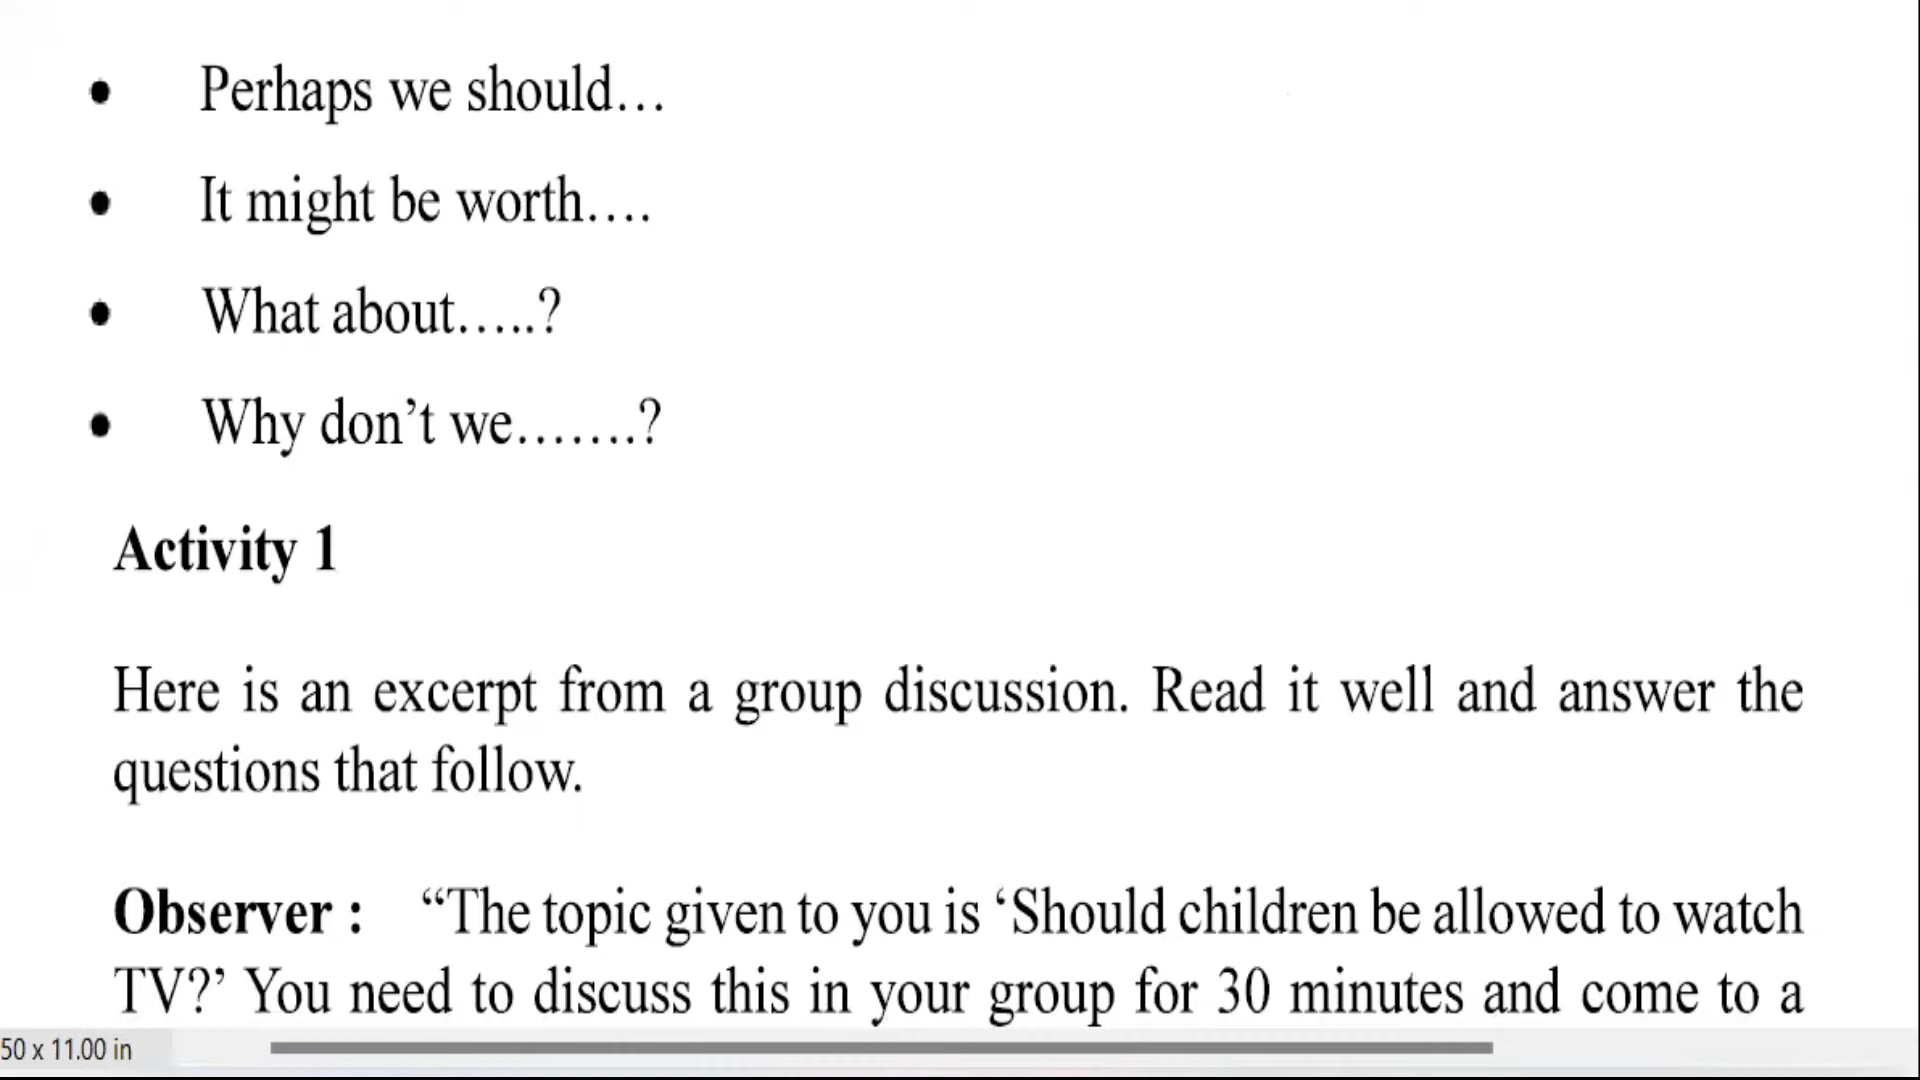 • Perhaps we should…
• It might be worth….
• What about…..?
• Why don’t we…….?
Activity 1
Here is an excerpt from a group discussion. Read it well and answer the
questions that follow.
Observer : “The topic given to you is ‘Should children be allowed to watch
TV?’ You need to discuss this in your group for 30 minutes and come to a
50 x 11.00 in